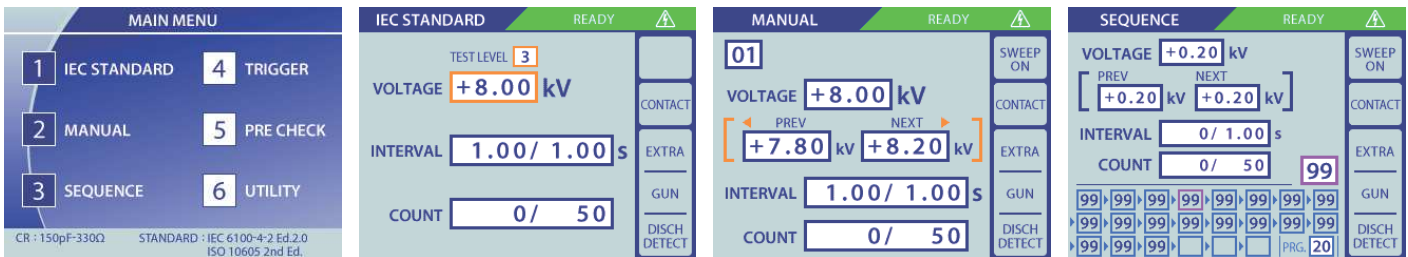 MAIN MENU
1 IEC STANDARD
4 TRIGGER
2 MANUAL
5 PRE CHECK
3 SEQUENCE
6 UTILITY
CR : 150pF-330Ω
STANDARD : IEC 6100-4-2 Ed.2.0
ISO 10605 2nd Ed.
IEC STANDARD
READY
TEST LEVEL 3
VOLTAGE +8.00 kV
INTERVAL 1.00/ 1.00 s
COUNT 0/ 50
CONTACT
EXTRA
GUN
DISCH
DETECT
MANUAL
READY
01
VOLTAGE +8.00 kV
PREV NEXT
+7.80 kV +8.20 kV
INTERVAL 1.00/ 1.00 s
COUNT 0/ 50
SWEEP
ON
CONTACT
EXTRA
GUN
DISCH
DETECT
SEQUENCE
READY
VOLTAGE +0.20 kV
PREV NEXT
+0.20 kV +0.20 kV
INTERVAL 0/ 1.00 s
COUNT 0/ 50
99
99 99 99 99 99 99 99 99
99 99 99 99 99 99 99 99
99 99 99 PRG. 20
SWEEP
ON
CONTACT
EXTRA
GUN
DISCH
DETECT